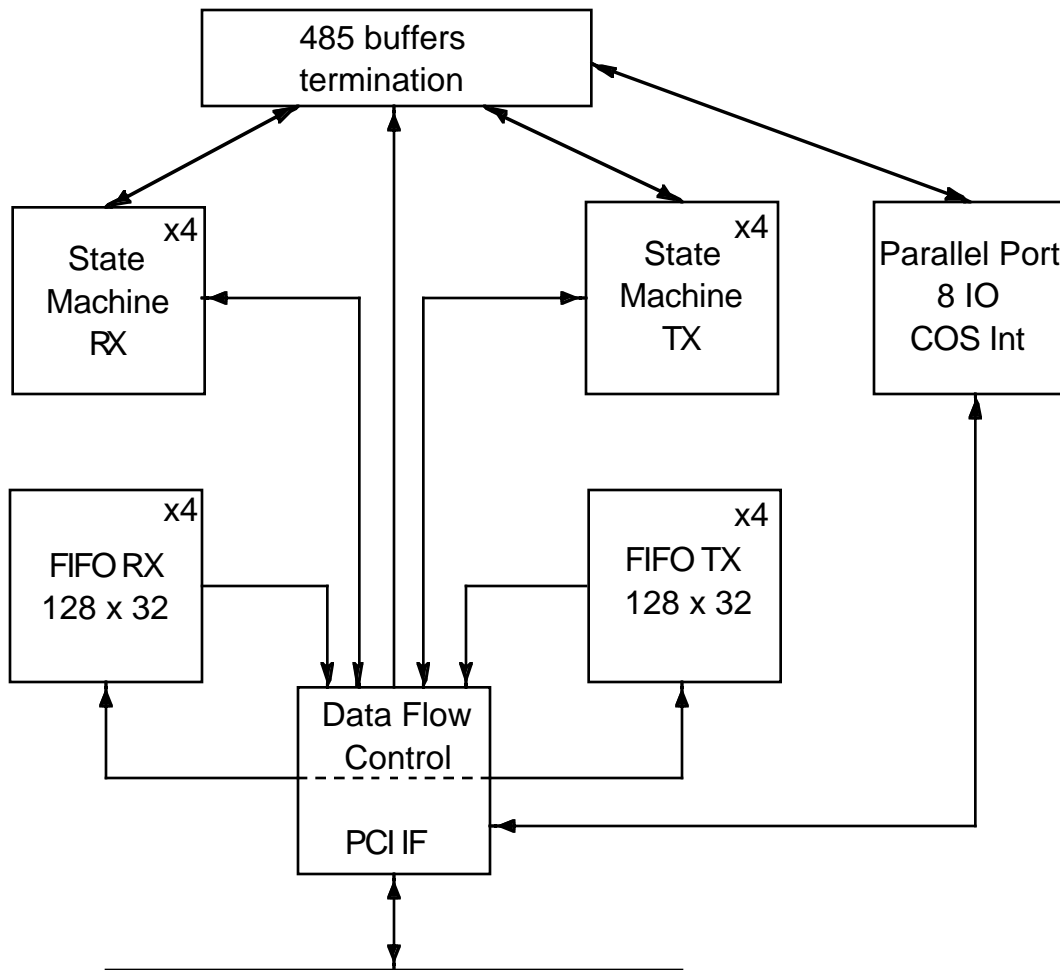 485 buffers
termination
x4
State
Machine
RX
x4
State
Machine
TX
Parallel Port
8 IO
COS Int
x4
FIFO RX
128 x 32
x4
FIFO TX
128 x 32
Data Flow
Control
PCI IF